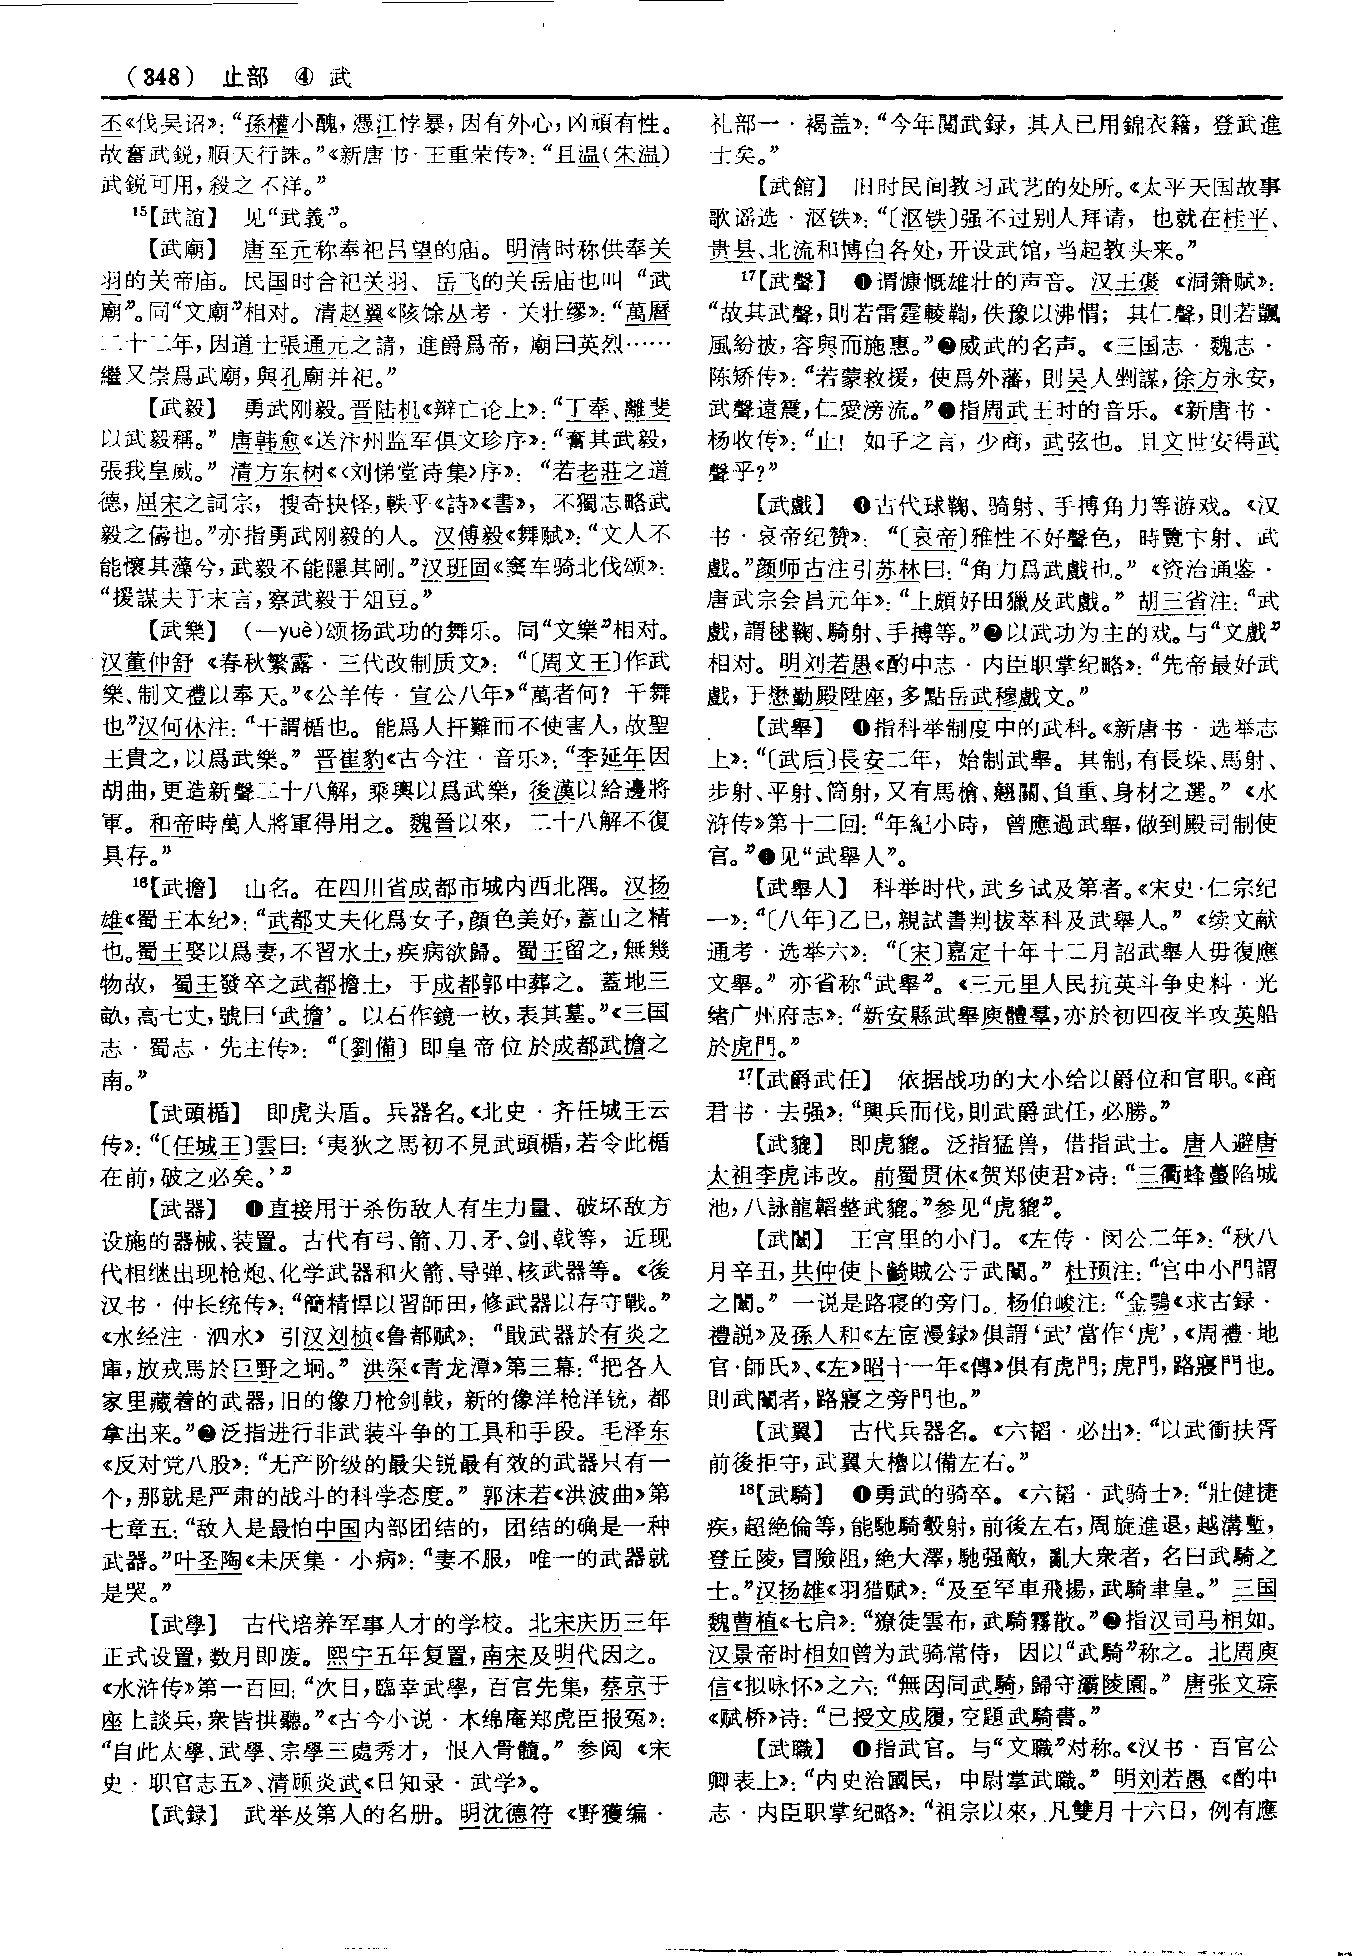 （348） 止部 ④ 武
丕《伐吴诏》：“孫權小醜，憑江悖暴，因有外心，凶頑有性。
故奮武鋭，順天行誅。”《新唐书·王重荣传》：“且温（朱温）
武鋭可用，殺之不祥。”
15【武誼】 见“武義”。
【武廟】 唐至元称奉祀吕望的庙。明清时称供奉关
羽的关帝庙。民国时合祀关羽、岳飞的关岳庙也叫“武
廟”。同“文廟”相对。清赵翼《陔馀丛考·关壮缪》：“萬曆
二十二年，因道士張通元之請，進爵爲帝，廟曰英烈……
繼又崇爲武廟，與孔廟并祀。”
【武毅】 勇武刚毅。晋陆机《辩亡论上》：“丁奉、離斐
以武毅稱。”唐韩愈《送汴州监军俱文珍序》：“奮其武毅，
張我皇威。”清方东树《〈刘悌堂诗集〉序》：“若老莊之道
德，屈宋之詞宗，搜奇抉怪，軼乎《詩》《書》，不獨志略武
毅之儔也。”亦指勇武刚毅的人。汉傅毅《舞赋》：“文人不
能懷其藻兮，武毅不能隱其剛。”汉班固《窦车骑北伐颂》：
“援謀夫于末言，察武毅于俎豆。”
【武樂】 （—yuè）颂扬武功的舞乐。同“文樂”相对。
汉董仲舒《春秋繁露·三代改制质文》：“〔周文王〕作武
樂、制文禮以奉天。”《公羊传·宣公八年》“萬者何？干舞
也”汉何休注：“干謂楯也。能爲人扞難而不使害人，故聖
王貴之，以爲武樂。”晋崔豹《古今注·音乐》：“李延年因
胡曲，更造新聲二十八解，乘輿以爲武樂，後漢以給邊將
軍。和帝時萬人將軍得用之。魏晉以來，二十八解不復
具存。”
16【武擔】 山名。在四川省成都市城内西北隅。汉扬
雄《蜀王本纪》：“武都丈夫化爲女子，顔色美好，蓋山之精
也。蜀王娶以爲妻，不習水土，疾病欲歸。蜀王留之，無幾
物故，蜀王發卒之武都擔土，于成都郭中葬之。蓋地三
畝，高七丈，號曰‘武擔’。以石作鏡一枚，表其墓。”《三国
志·蜀志·先主传》：“〔劉備〕即皇帝位於成都武擔之
南。”
【武頭楯】 即虎头盾。兵器名。《北史·齐任城王云
传》：“〔任城王〕雲曰：‘夷狄之馬初不見武頭楯，若令此楯
在前，破之必矣。’”
【武器】 ❶直接用于杀伤敌人有生力量、破坏敌方
设施的器械、装置。古代有弓、箭、刀、矛、剑、戟等，近现
代相继出现枪炮、化学武器和火箭、导弹、核武器等。《後
汉书·仲长统传》：“簡精悍以習師田，修武器以存守戰。”
《水经注·泗水》引汉刘桢《鲁都赋》：“戢武器於有炎之
庫，放戎馬於巨野之坰。”洪深《青龙潭》第三幕：“把各人
家里藏着的武器，旧的像刀枪剑戟，新的像洋枪洋铳，都
拿出来。”❷泛指进行非武装斗争的工具和手段。毛泽东
《反对党八股》：“无产阶级的最尖锐最有效的武器只有一
个，那就是严肃的战斗的科学态度。”郭沫若《洪波曲》第
七章五：“敌人是最怕中国内部团结的，团结的确是一种
武器。”叶圣陶《未厌集·小病》：“妻不服，唯一的武器就
是哭。”
【武學】 古代培养军事人才的学校。北宋庆历三年
正式设置，数月即废。熙宁五年复置，南宋及明代因之。
《水浒传》第一百回：“次日，臨幸武學，百官先集，蔡京于
座上談兵，衆皆拱聽。”《古今小说·木绵庵郑虎臣报冤》：
“自此太學、武學、宗學三處秀才，恨入骨髓。”参阅《宋
史·职官志五》、清顾炎武《日知录·武学》。
【武録】 武举及第人的名册。明沈德符《野獲编·
礼部一·褐盖》：“今年閲武録，其人已用錦衣籍，登武進
士矣。”
【武館】 旧时民间教习武艺的处所。《太平天国故事
歌谣选·沤铁》：“〔沤铁〕强不过别人拜请，也就在桂平、
贵县、北流和博白各处，开设武馆，当起教头来。”
17【武聲】 ❶谓慷慨雄壮的声音。汉王褒《洞箫赋》：
“故其武聲，則若雷霆輘輷，佚豫以沸㥜；其仁聲，則若飄
風紛披，容與而施惠。”❷威武的名声。《三国志·魏志·
陈矫传》：“若蒙救援，使爲外藩，則吴人剉謀，徐方永安，
武聲遠震，仁愛滂流。”❸指周武王时的音乐。《新唐书·
杨收传》：“止！如子之言，少商，武弦也。且文世安得武
聲乎？”
【武戲】 ❶古代球鞠、骑射、手搏角力等游戏。《汉
书·哀帝纪赞》：“〔哀帝〕雅性不好聲色，時覽卞射、武
戲。”颜师古注引苏林曰：“角力爲武戲也。”《资治通鉴·
唐武宗会昌元年》：“上頗好田獵及武戲。”胡三省注：“武
戲，謂毬鞠、騎射、手搏等。”❷以武功为主的戏。与“文戲”
相对。明刘若愚《酌中志·内臣职掌纪略》：“先帝最好武
戲，于懋勤殿陞座，多點岳武穆戲文。”
【武舉】 ❶指科举制度中的武科。《新唐书·选举志
上》：“〔武后〕長安二年，始制武舉。其制，有長垛、馬射、
步射、平射、筒射，又有馬槍、翹關、負重、身材之選。”《水
浒传》第十二回：“年紀小時，曾應過武舉，做到殿司制使
官。”❷见“武舉人”。
【武舉人】 科举时代，武乡试及第者。《宋史·仁宗纪
一》：“〔八年〕乙巳，親試書判拔萃科及武舉人。”《续文献
通考·选举六》：“〔宋〕嘉定十年十二月詔武舉人毋復應
文舉。”亦省称“武舉”。《三元里人民抗英斗争史料·光
绪广州府志》：“新安縣武舉庾體羣，亦於初四夜半攻英船
於虎門。”
17【武爵武任】 依据战功的大小给以爵位和官职。《商
君书·去强》：“興兵而伐，則武爵武任，必勝。”
【武貔】 即虎貔。泛指猛兽，借指武士。唐人避唐
太祖李虎讳改。前蜀贯休《贺郑使君》诗：“三衢蜂蠆陷城
池，八詠龍韜整武貔。”参见“虎貔”。
【武闈】 王宫里的小门。《左传·闵公二年》：“秋八
月辛丑，共仲使卜齮賊公于武闈。”杜预注：“宫中小門謂
之闈。”一说是路寝的旁门。杨伯峻注：“金鶚《求古録·
禮説》及孫人和《左宧漫録》俱謂‘武’當作‘虎’，《周禮·地
官·師氏》、《左》昭十一年《傳》俱有虎門；虎門，路寢門也。
則武闈者，路寢之旁門也。”
【武翼】 古代兵器名。《六韬·必出》：“以武衝扶胥
前後拒守，武翼大櫓以備左右。”
18【武騎】 ❶勇武的骑卒。《六韬·武骑士》：“壯健捷
疾，超絶倫等，能馳騎彀射，前後左右，周旋進退，越溝塹，
登丘陵，冒險阻，絶大澤，馳强敵，亂大衆者，名曰武騎之
士。”汉扬雄《羽猎赋》：“及至罕車飛揚，武騎聿皇。”三国
魏曹植《七启》：“獠徒雲布，武騎霧散。”❷指汉司马相如。
汉景帝时相如曾为武骑常侍，因以“武騎”称之。北周庾
信《拟咏怀》之六：“無因同武騎，歸守灞陵園。”唐张文琮
《赋桥》诗：“已授文成履，空題武騎書。”
【武職】 ❶指武官。与“文職”对称。《汉书·百官公
卿表上》：“内史治國民，中尉掌武職。”明刘若愚《酌中
志·内臣职掌纪略》：“祖宗以來，凡雙月十六日，例有應